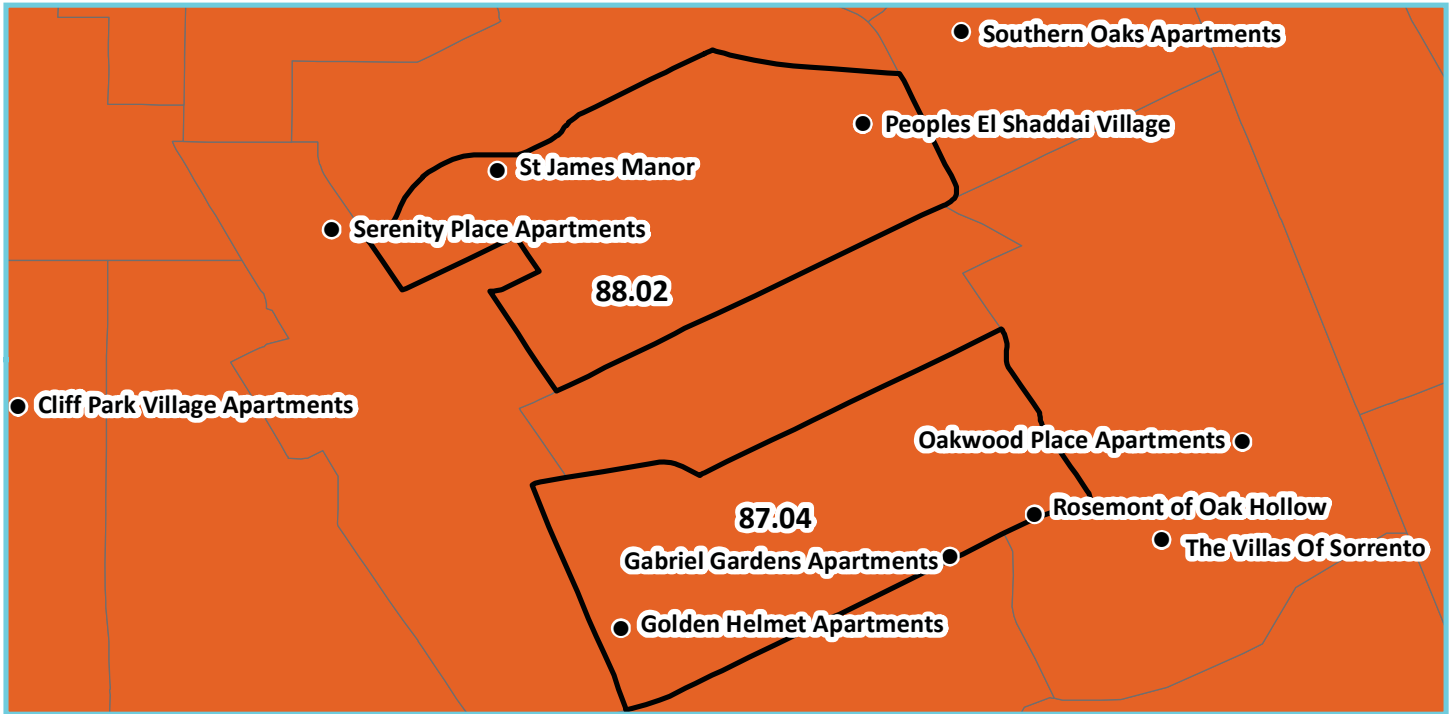 Southern Oaks Apartments
Peoples El Shaddai Village
St James Manor
Serenity Place Apartments
88.02
Cliff Park Village Apartments
Oakwood Place Apartments
Rosemont of Oak Hollow
87.04
The Villas Of Sorrento
Gabriel Gardens Apartments
Golden Helmet Apartments